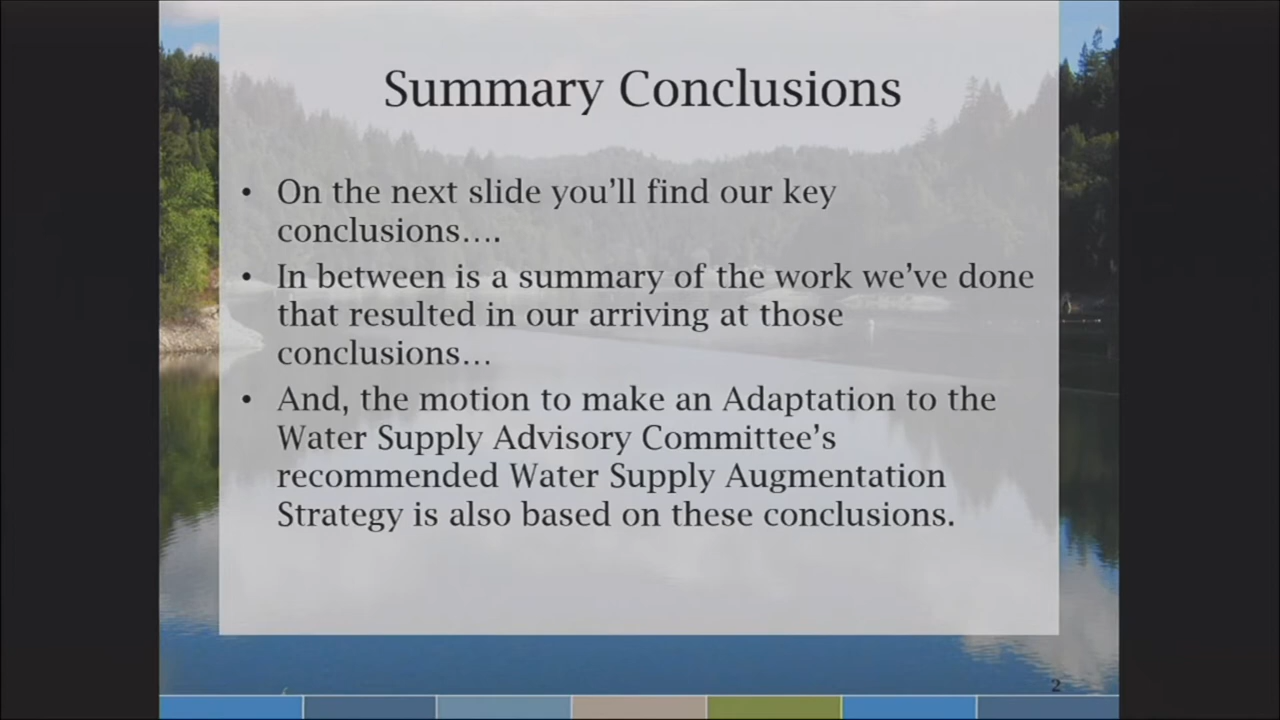 Summary Conclusions
• On the next slide you’ll find our key
conclusions….
• In between is a summary of the work we’ve done
that resulted in our arriving at those
conclusions…
• And, the motion to make an Adaptation to the
Water Supply Advisory Committee’s
recommended Water Supply Augmentation
Strategy is also based on these conclusions.
2